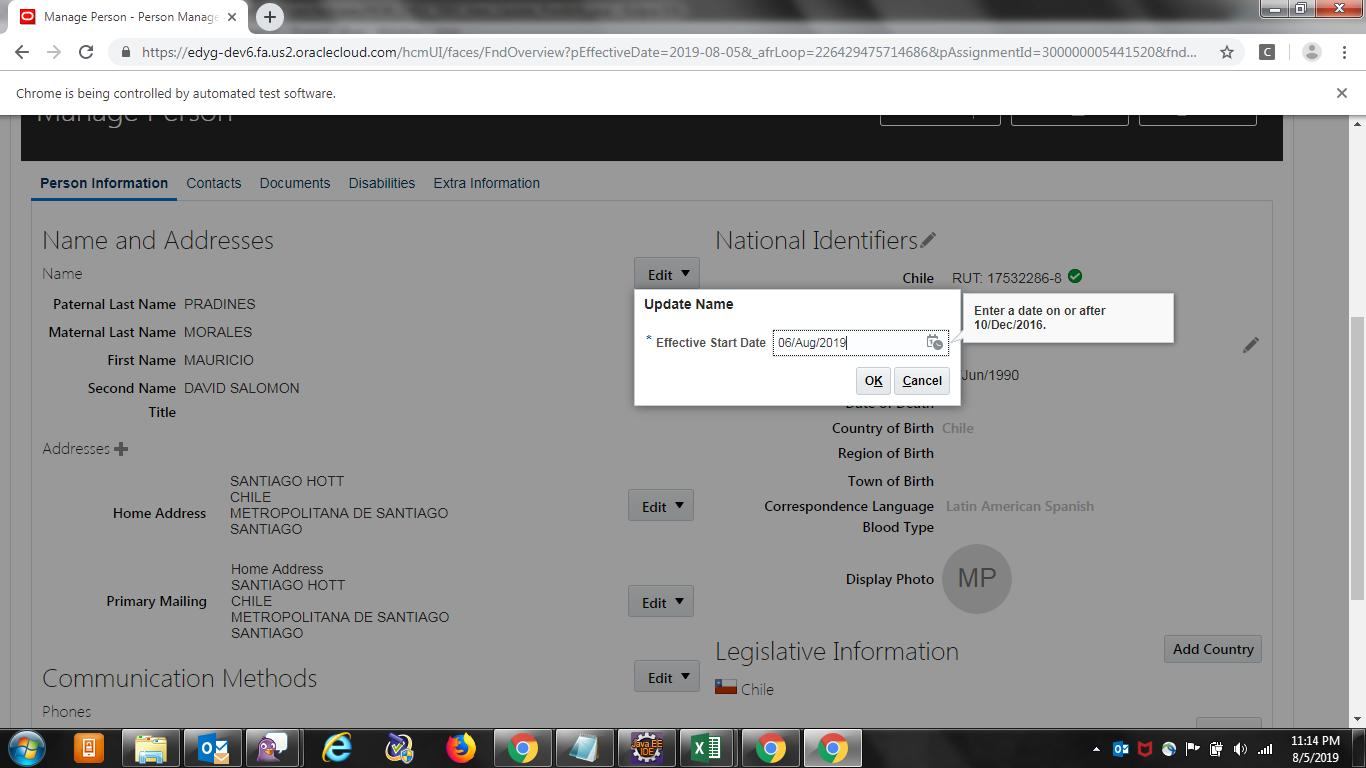 Manage Person - Person Manage
https://edyg-dev6.fa.us2.oraclecloud.com/hcmUI/faces/FndOverview?pEffectiveDate=2019-08-05&_afrLoop=226429475714686&pAssignmentId=300000005441520&fnd...
C
Chrome is being controlled by automated test software.
Manage Person
Person Information Contacts Documents Disabilities Extra Information
Name and Addresses
Name
Edit
Paternal Last Name PRADINES
Maternal Last Name MORALES
First Name MAURICIO
Second Name DAVID SALOMON
Title
Addresses
Home Address
SANTIAGO HOTT
CHILE
METROPOLITANA DE SANTIAGO
SANTIAGO
Edit
Primary Mailing
Home Address
SANTIAGO HOTT
CHILE
METROPOLITANA DE SANTIAGO
SANTIAGO
Edit
Communication Methods
Edit
Phones
National Identifiers
Chile RUT: 17532286-8
Update Name
* Effective Start Date 06/Aug/2019
OK Cancel
Enter a date on or after
10/Dec/2016.
Jun/1990
Date of Death
Country of Birth Chile
Region of Birth
Town of Birth
Correspondence Language Latin American Spanish
Blood Type
Display Photo MP
Legislative Information
Add Country
Chile
Java EE
IDE
11:14 PM
8/5/2019